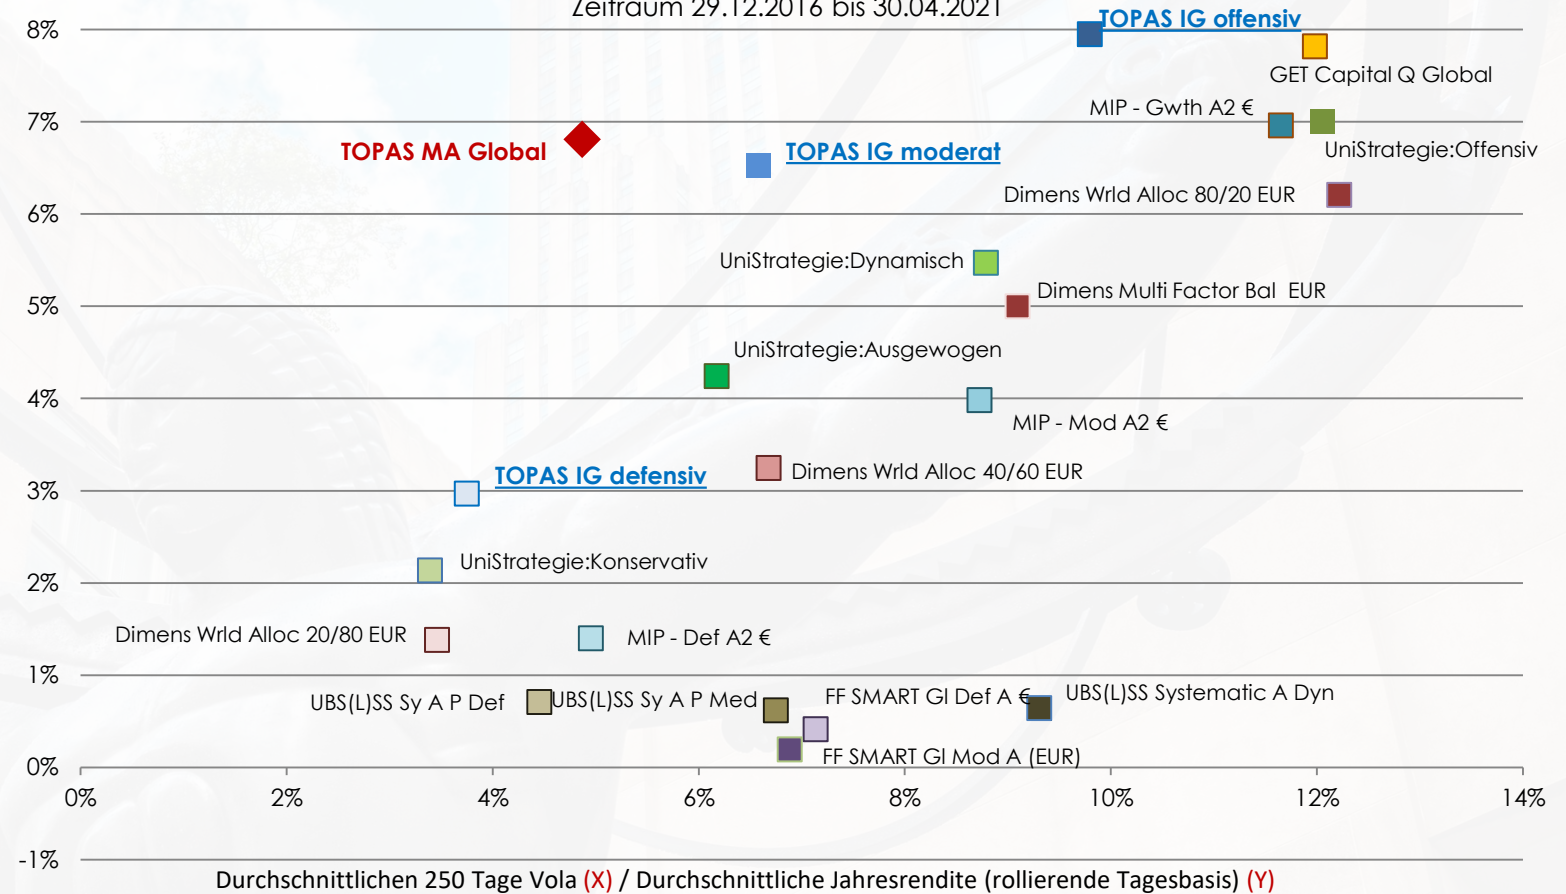 Zeitraum 29.12.2016 bis 30.04.2021
8%
TOPAS IG offensiv
GET Capital Q Global
MIP - Gwth A2 €
7%
TOPAS MA Global
TOPAS IG moderat
UniStrategie:Offensiv
Dimens Wrld Alloc 80/20 EUR
6%
UniStrategie:Dynamisch
Dimens Multi Factor Bal  EUR
5%
UniStrategie:Ausgewogen
4%
MIP - Mod A2 €
Dimens Wrld Alloc 40/60 EUR
TOPAS IG defensiv
3%
UniStrategie:Konservativ
2%
Dimens Wrld Alloc 20/80 EUR
MIP - Def A2 €
1%
UBS(L)SS Sy A P Def
UBS(L)SS Sy A P Med
FF SMART Gl Def A €
UBS(L)SS Systematic A Dyn
FF SMART Gl Mod A (EUR)
0%
0% 2% 4% 6% 8% 10% 12% 14%
-1%
Durchschnittlichen 250 Tage Vola (X) / Durchschnittliche Jahresrendite (rollierende Tagesbasis) (Y)